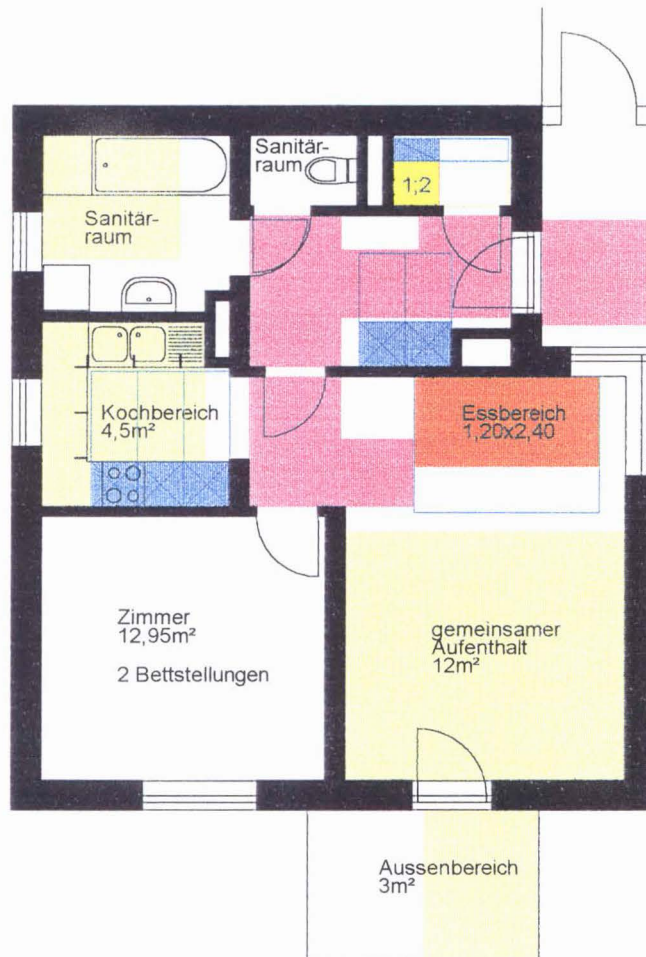 Sanitär-
raum
1;2
Sanitär-
raum
Kochbereich
4,5m²
Essbereich
1,20x2,40
Zimmer
12,95m²
2 Bettstellungen
gemeinsamer
Aufenthalt
12m²
Aussenbereich
3m²